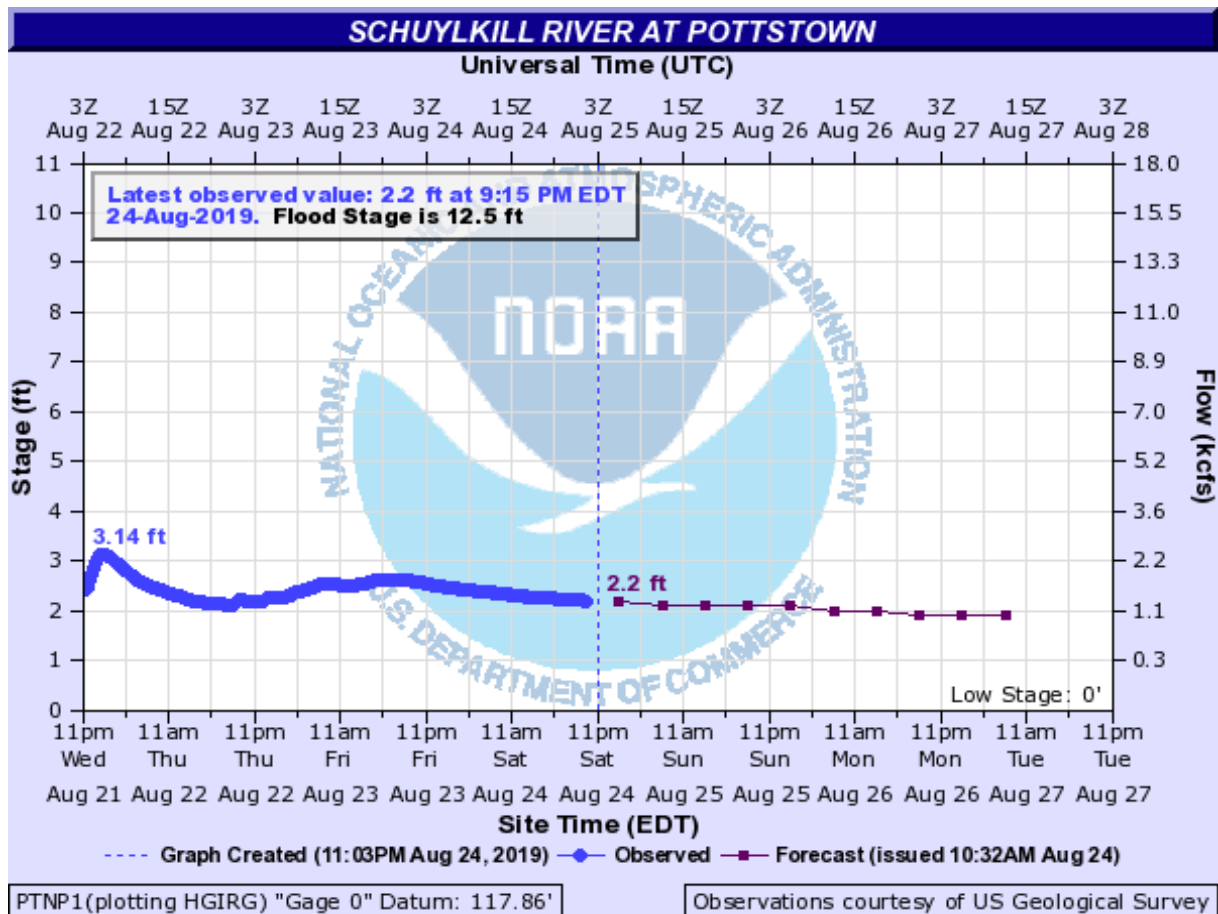 SCHUYLKILL RIVER AT POTTSTOWN
Universal Time (UTC)
3Z 15Z 3Z 15Z 3Z 15Z 3Z 15Z 3Z 15Z 3Z 15Z 3Z
Aug 22 Aug 22 Aug 23 Aug 23 Aug 24 Aug 24 Aug 25 Aug 25 Aug 26 Aug 26 Aug 27 Aug 27 Aug 28
Latest observed value: 2.2 ft at 9:15 PM EDT
24-Aug-2019. Flood Stage is 12.5 ft
Stage (ft)
11
10
9
8
7
6
5
4
3
2
1
0
NATIONAL OCEANIC ATMOSPHERIC ADMINISTRATION
NOAA
U.S. DEPARTMENT OF COMMERCE
3.14 ft
2.2 ft
Low Stage: 0'
18.0
15.5
13.3
11.0
8.9
7.0
5.2
3.6
2.2
1.1
0.3
Flow (kcfs)
11pm 11am 11pm 11am 11pm 11am 11pm 11am 11pm 11am 11pm 11am 11pm
Wed Thu Thu Fri Fri Sat Sat Sun Sun Mon Mon Tue Tue
Aug 21 Aug 22 Aug 22 Aug 23 Aug 23 Aug 24 Aug 24 Aug 25 Aug 25 Aug 26 Aug 26 Aug 27 Aug 27
Site Time (EDT)
Graph Created (11:03PM Aug 24, 2019) Observed Forecast (issued 10:32AM Aug 24)
PTNP1(plotting HGIRG) "Gage 0" Datum: 117.86'
Observations courtesy of US Geological Survey